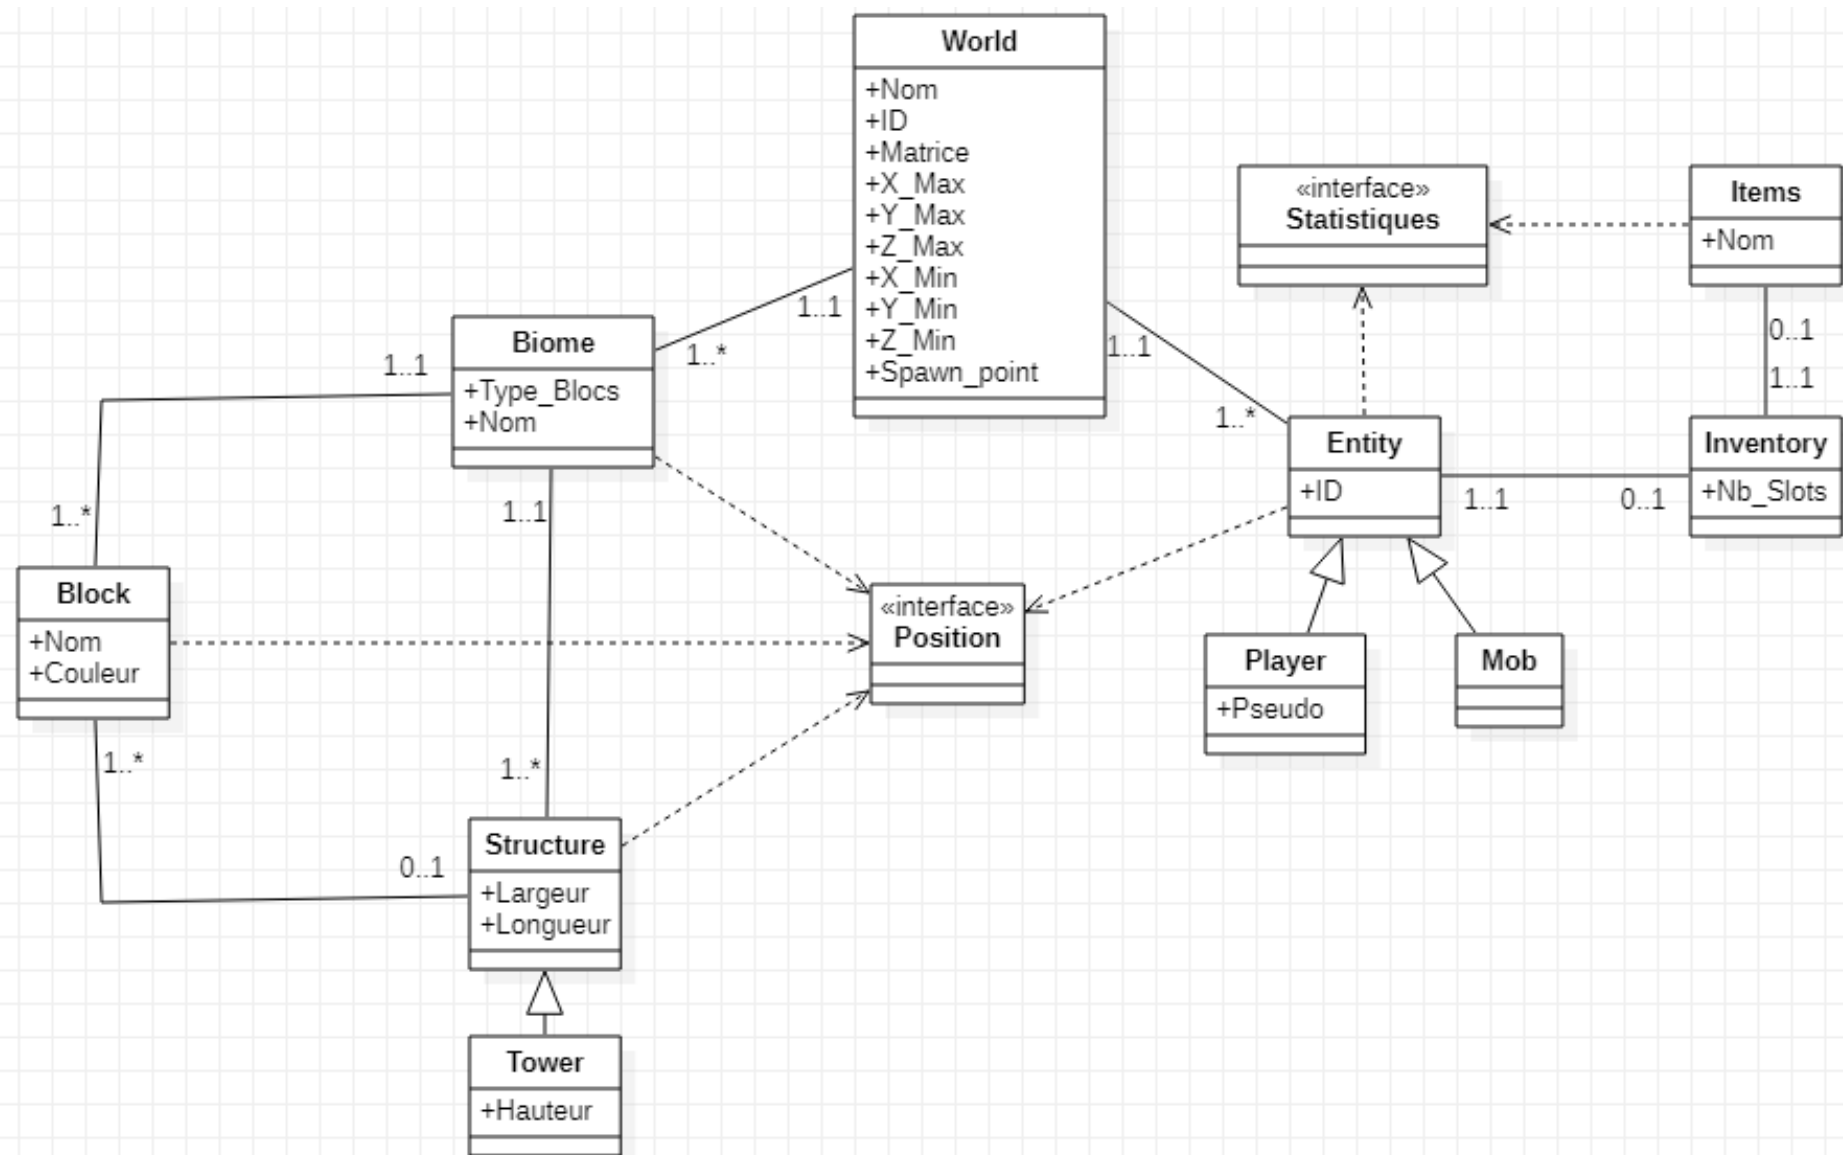 World
+Nom
+ID
+Matrice
+X_Max
+Y_Max
+Z_Max
+X_Min
+Y_Min
+Z_Min
+Spawn_point
«interface»
Statistiques
Items
+Nom
0..1
1..1
Biome
+Type_Blocs
+Nom
1..1
1..*
1..1
1..*
1..1
1..*
1..1
1..*
Entity
+ID
1..1
0..1
Inventory
+Nb_Slots
Block
+Nom
+Couleur
«interface»
Position
Player
+Pseudo
Mob
1..*
0..1
Structure
+Largeur
+Longueur
Tower
+Hauteur